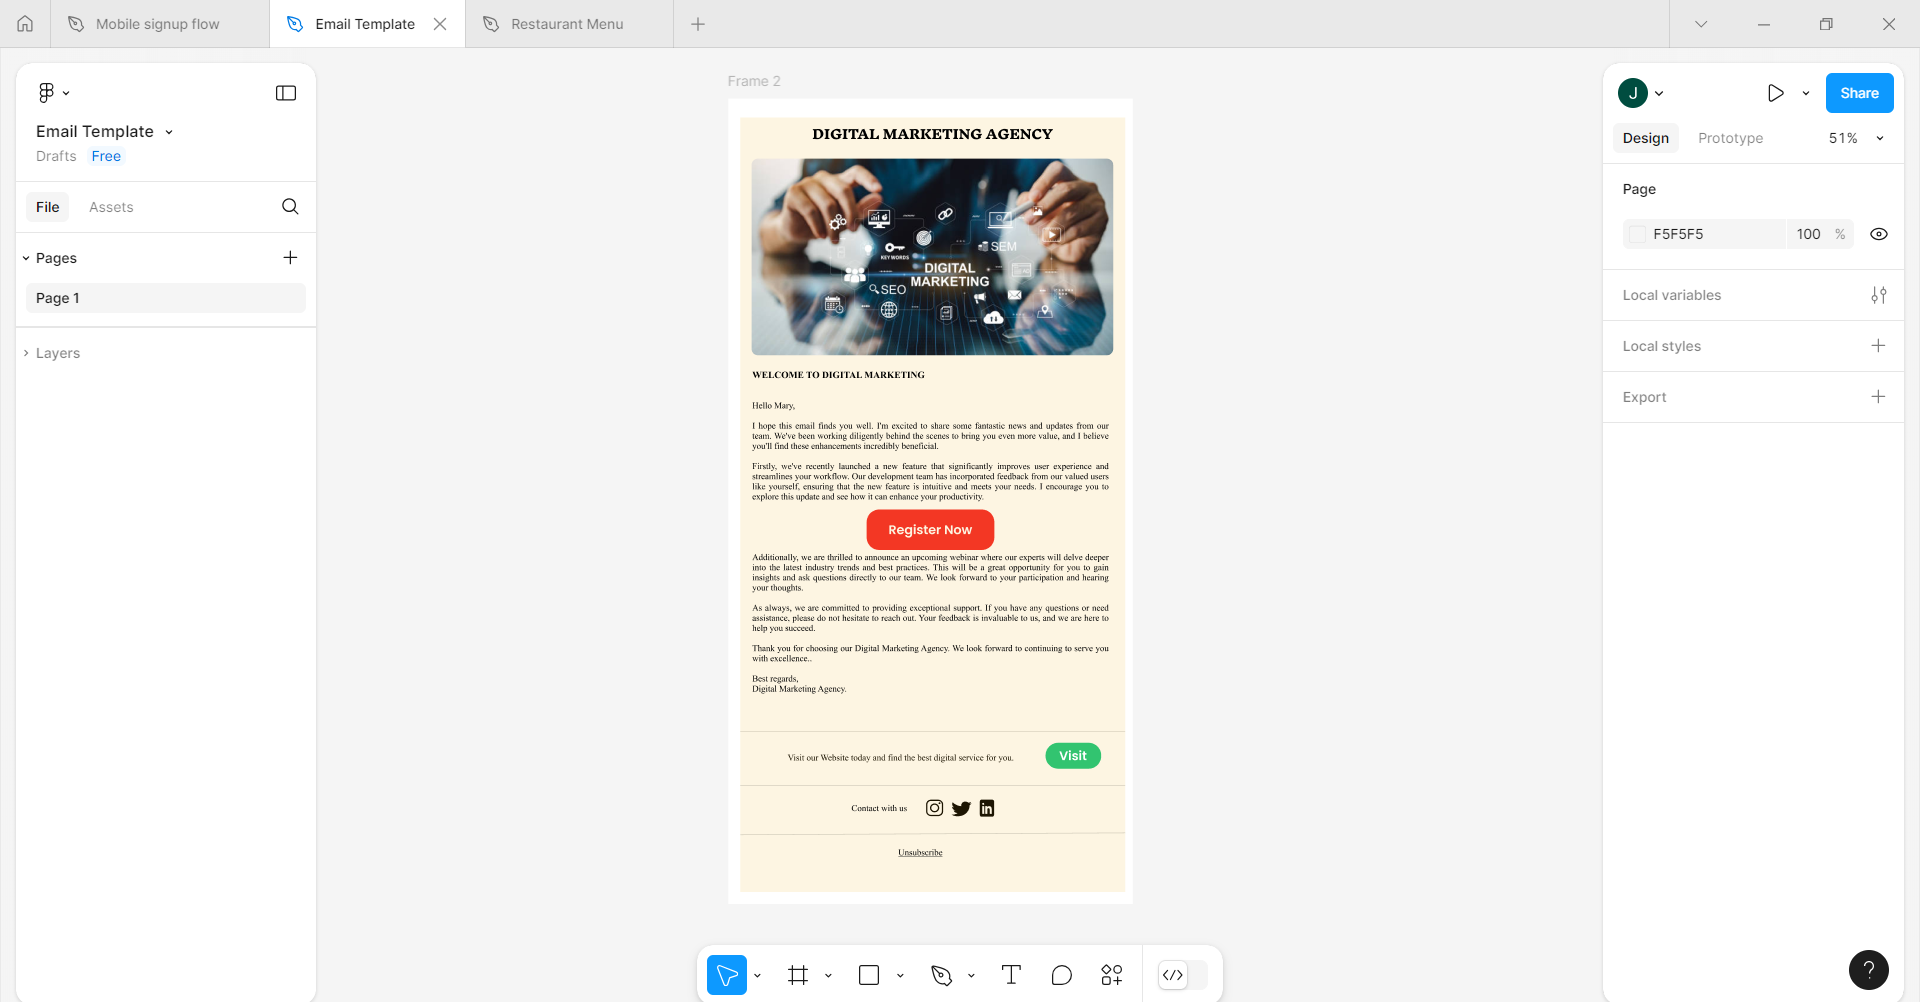 Mobile signup flow
Email Template
Restaurant Menu
Email Template
Drafts Free
File Assets
Pages
Page 1
Layers
Frame 2
DIGITAL MARKETING AGENCY
KEY WORDS
SEM
DIGITAL
MARKETING
SEO
WELCOME TO DIGITAL MARKETING
Hello Mary,
I hope this email finds you well. I'm excited to share some fantastic news and updates from our
team. We've been working diligently behind the scenes to bring you even more value, and I believe
you'll find these enhancements incredibly beneficial.
Firstly, we've recently launched a new feature that significantly improves user experience and
streamlines your workflow. Our development team has incorporated feedback from our valued users
like yourself, ensuring that the new feature is intuitive and meets your needs. I encourage you to
explore this update and see how it can enhance your productivity.
Register Now
Additionally, we are thrilled to announce an upcoming webinar where our experts will delve deeper
into the latest industry trends and best practices. This will be a great opportunity for you to gain
insights and ask questions directly to our team. We look forward to your participation and hearing
your thoughts.
As always, we are committed to providing exceptional support. If you have any questions or need
assistance, please do not hesitate to reach out. Your feedback is invaluable to us, and we are here to
help you succeed.
Thank you for choosing our Digital Marketing Agency. We look forward to continuing to serve you
with excellence..
Best regards,
Digital Marketing Agency.
Visit our Website today and find the best digital service for you.
Visit
Contact with us
Unsubscribe
J
Share
Design Prototype 51%
Page
F5F5F5 100 %
Local variables
Local styles
Export
?